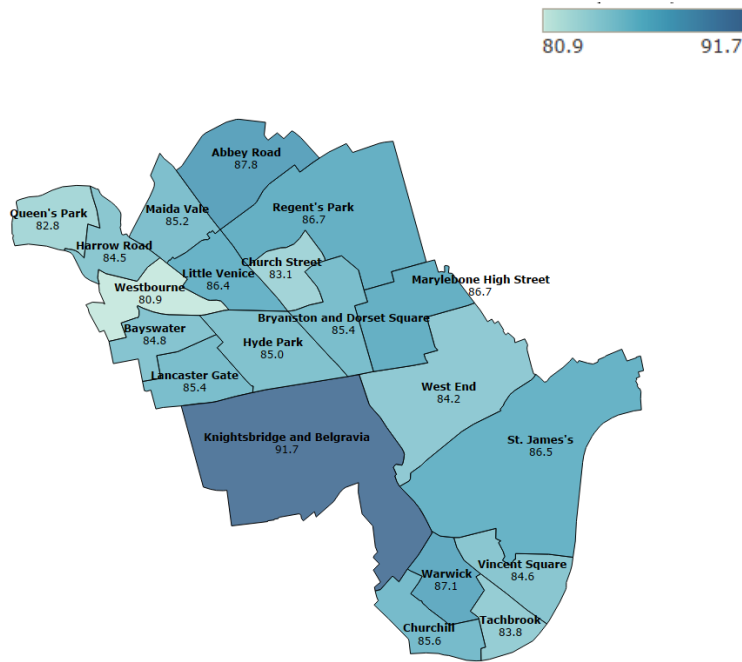 80.9 91.7
Abbey Road
87.8
Queen's Park
82.8
Maida Vale
85.2
Regent's Park
86.7
Harrow Road
84.5
Little Venice
86.4
Church Street
83.1
Marylebone High Street
86.7
Westbourne
80.9
Bayswater
84.8
Bryanston and Dorset Square
85.4
Hyde Park
85.0
Lancaster Gate
85.4
West End
84.2
Knightsbridge and Belgravia
91.7
St. James's
86.5
Warwick
87.1
Vincent Square
84.6
Churchill
85.6
Tachbrook
83.8